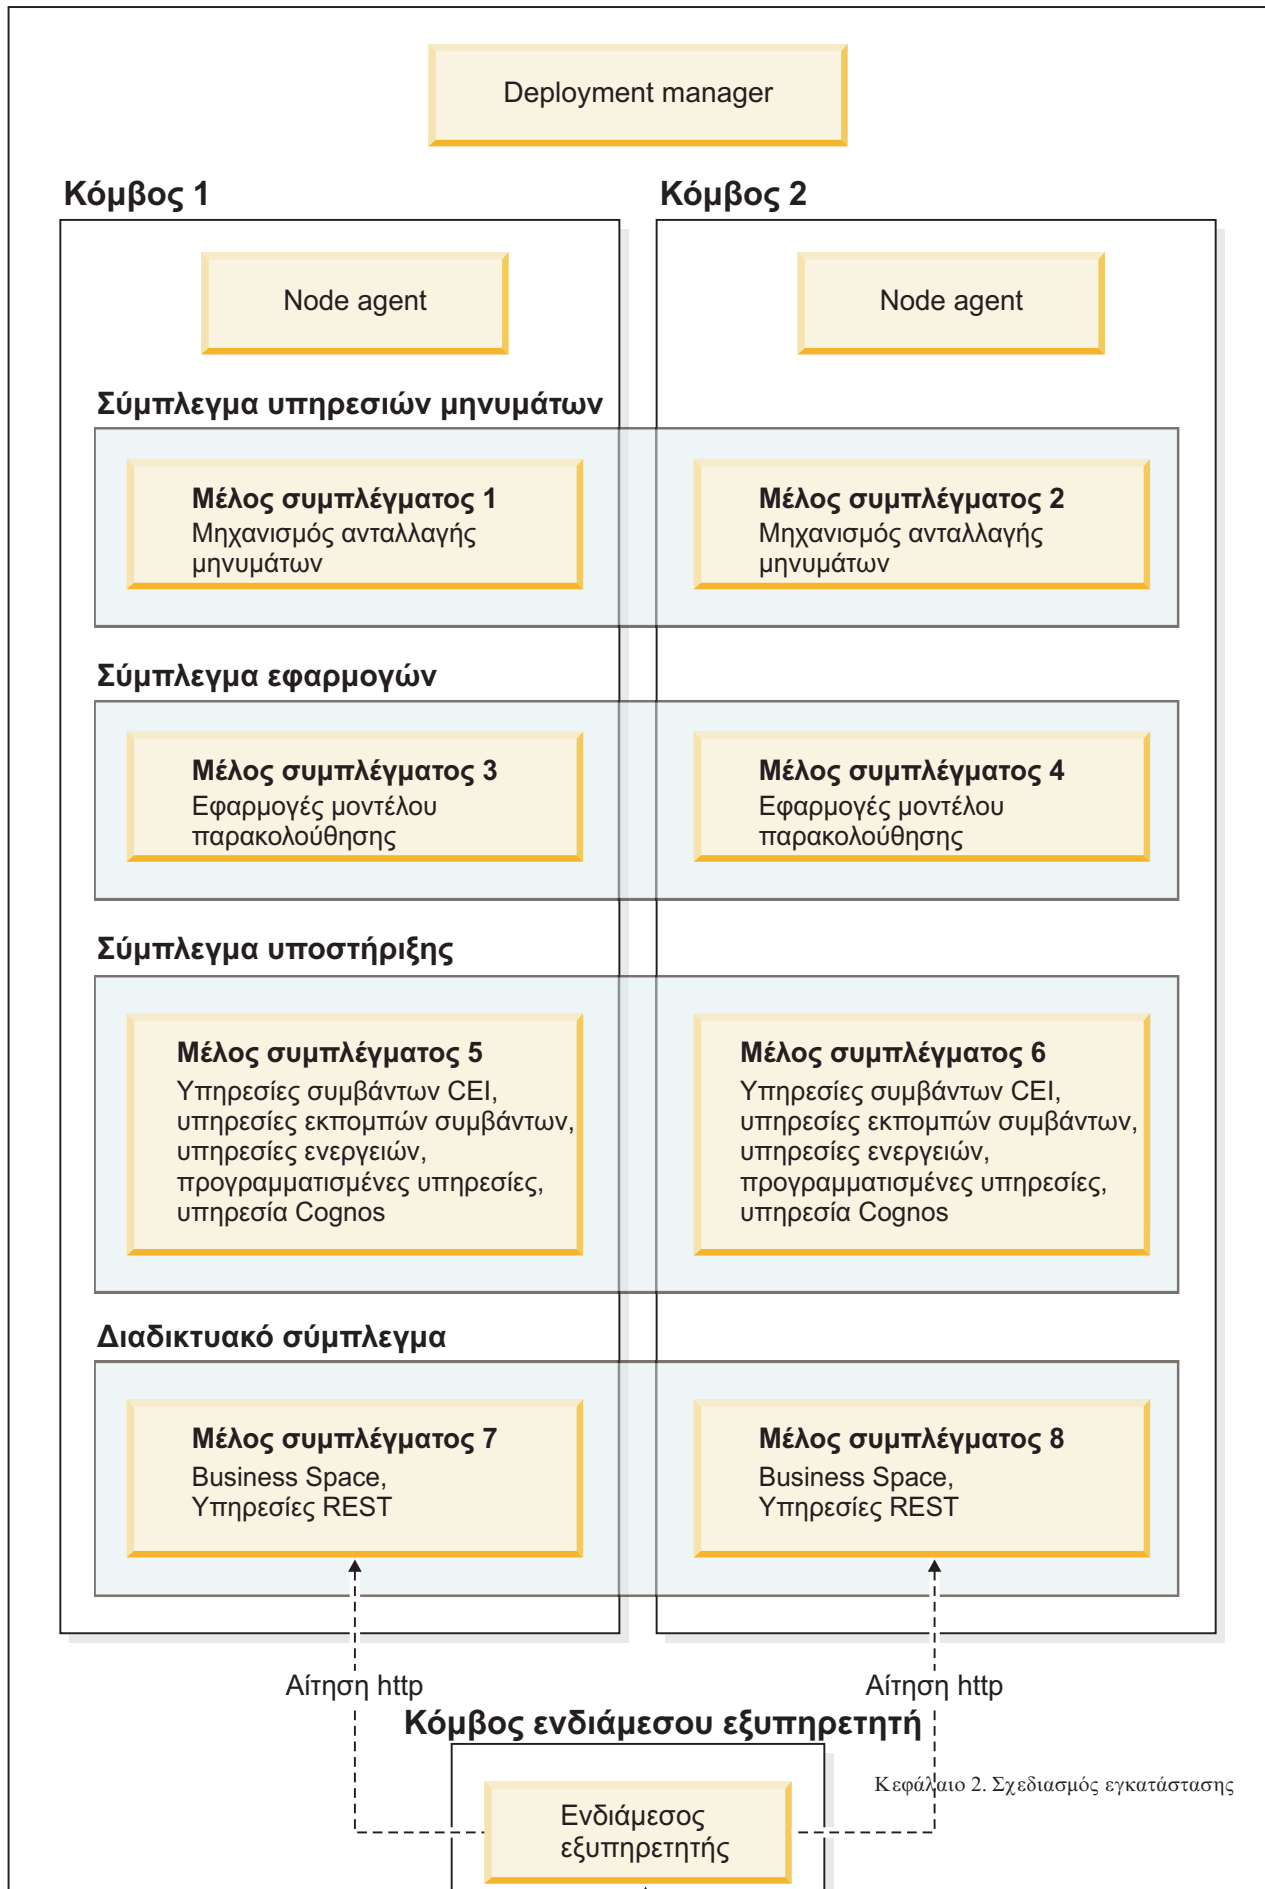 Deployment manager
Κόμβος 1
Κόμβος 2
Node agent
Node agent
Σύμπλεγμα υπηρεσιών μηνυμάτων
Μέλος συμπλέγματος 1
Μηχανισμός ανταλλαγής
μηνυμάτων
Μέλος συμπλέγματος 2
Μηχανισμός ανταλλαγής
μηνυμάτων
Σύμπλεγμα εφαρμογών
Μέλος συμπλέγματος 3
Εφαρμογές μοντέλου
παρακολούθησης
Μέλος συμπλέγματος 4
Εφαρμογές μοντέλου
παρακολούθησης
Σύμπλεγμα υποστήριξης
Μέλος συμπλέγματος 5
Υπηρεσίες συμβάντων CEI,
υπηρεσίες εκπομπών συμβάντων,
υπηρεσίες ενεργειών,
προγραμματισμένες υπηρεσίες,
υπηρεσία Cognos
Μέλος συμπλέγματος 6
Υπηρεσίες συμβάντων CEI,
υπηρεσίες εκπομπών συμβάντων,
υπηρεσίες ενεργειών,
προγραμματισμένες υπηρεσίες,
υπηρεσία Cognos
Διαδικτυακό σύμπλεγμα
Μέλος συμπλέγματος 7
Business Space,
Υπηρεσίες REST
Μέλος συμπλέγματος 8
Business Space,
Υπηρεσίες REST
Αίτηση http
Αίτηση http
Κόμβος ενδιάμεσου εξυπηρετητή
Κεφάλαιο 2. Σχεδιασμός εγκατάστασης
Ενδιάμεσος
εξυπηρετητής